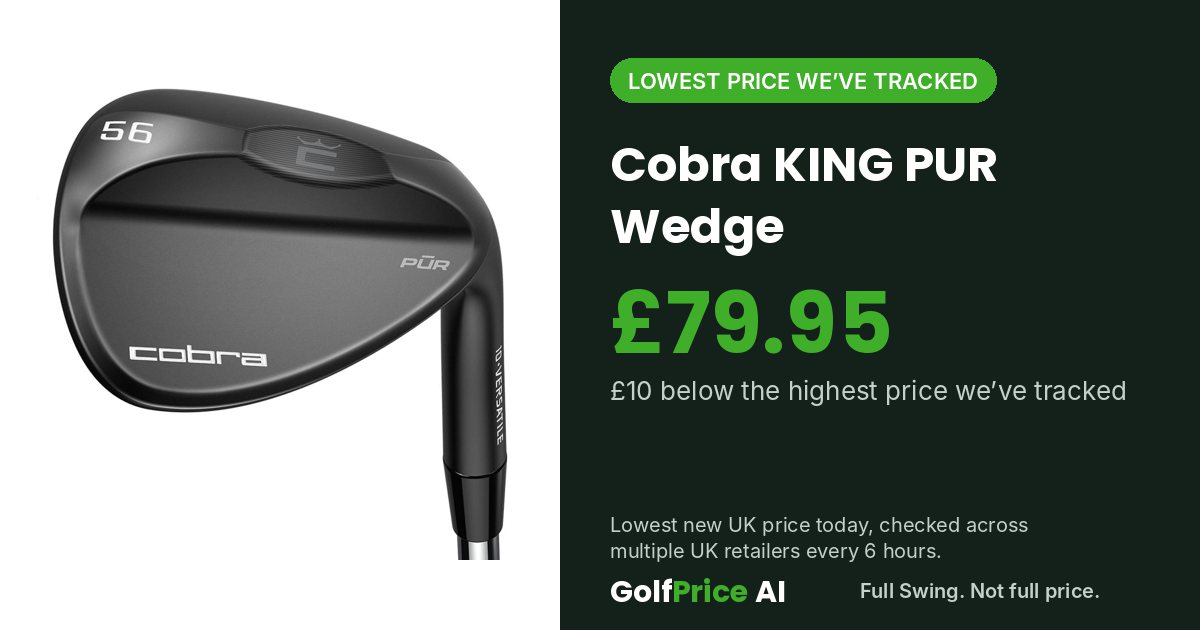 56
PŪR
cobra
10·VERSATILE
LOWEST PRICE WE’VE TRACKED
Cobra KING PUR
Wedge
£79.95
£10 below the highest price we’ve tracked
Lowest new UK price today, checked across
multiple UK retailers every 6 hours.
GolfPrice AI
Full Swing. Not full price.